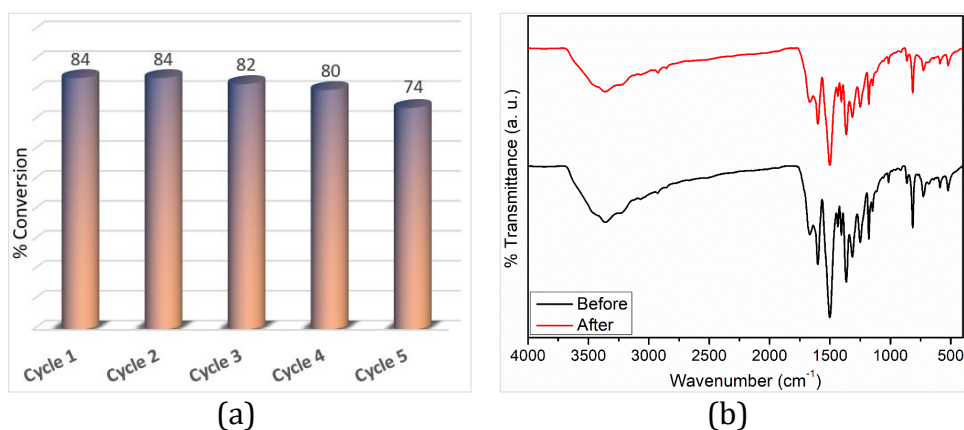 84
84
82
80
74
% Conversion
Cycle 1
Cycle 2
Cycle 3
Cycle 4
Cycle 5
(a)
% Transmittance (a. u.)
Before
After
4000 3500 3000 2500 2000 1500 1000 500
Wavenumber (cm⁻¹)
(b)